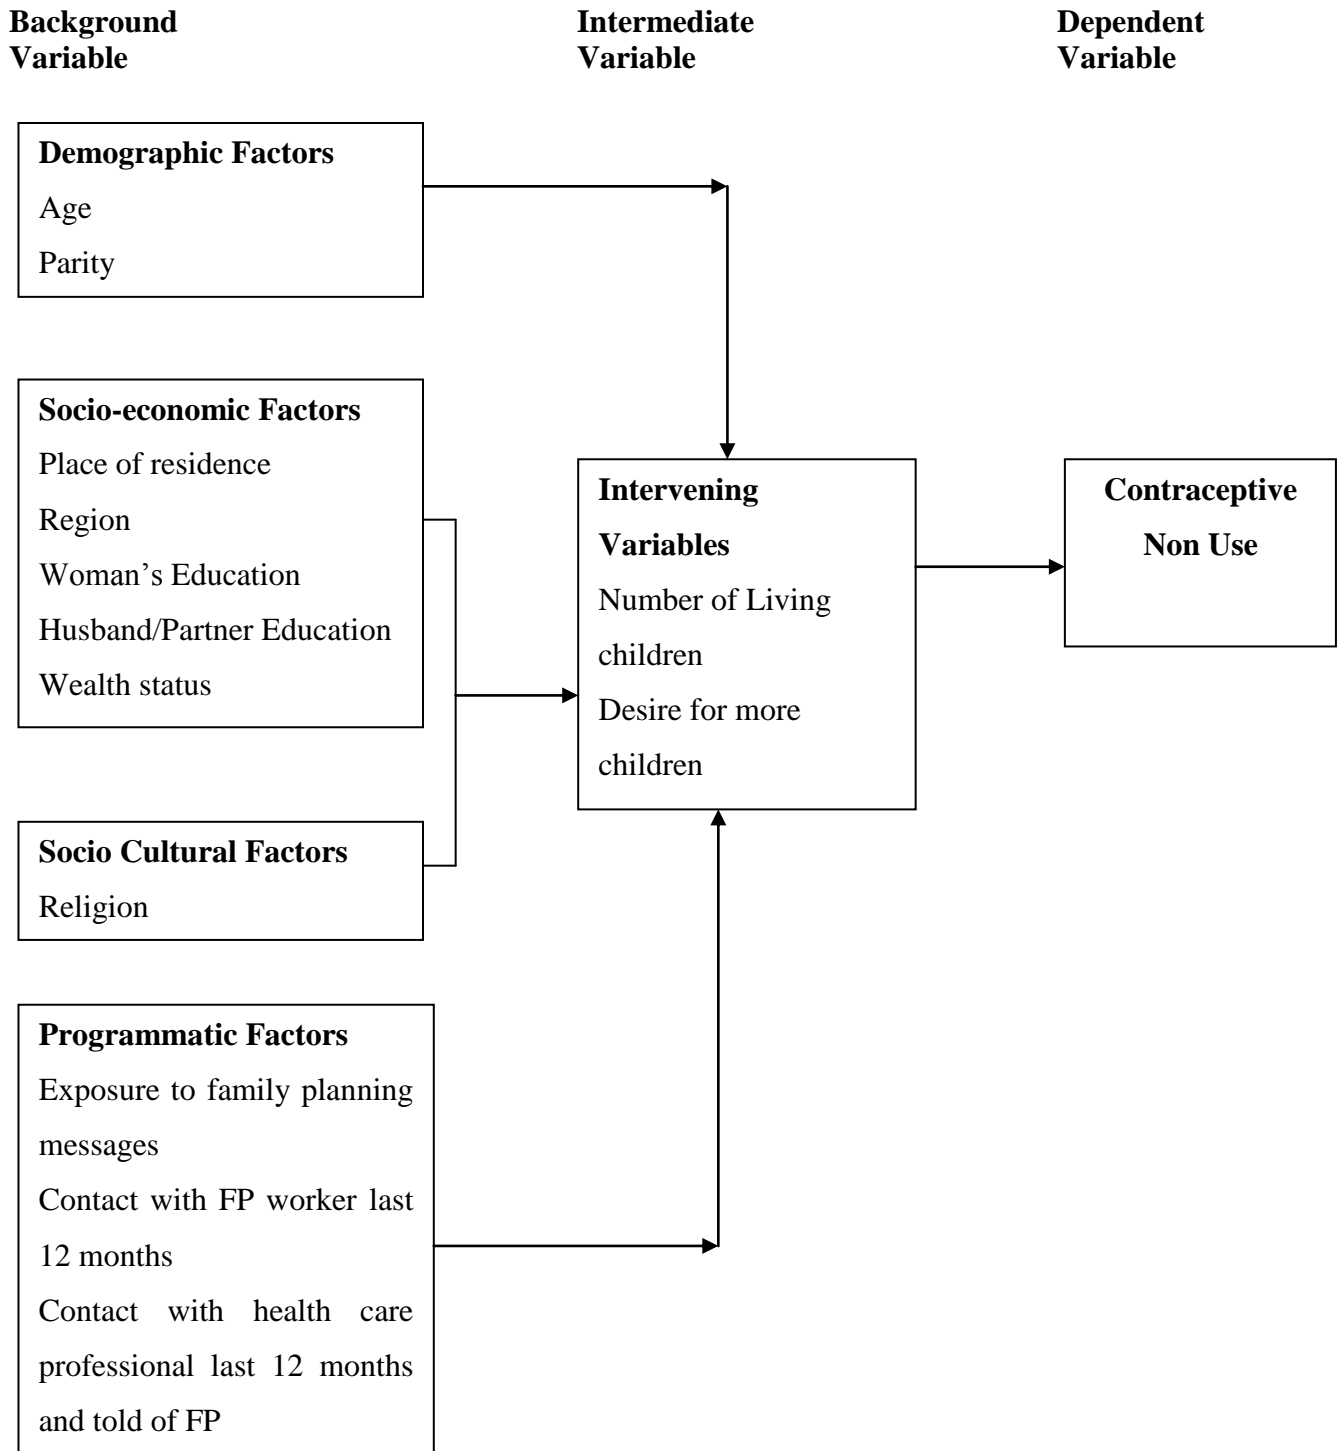 Background
Variable
Intermediate
Variable
Dependent
Variable
Demographic Factors
Age
Parity
Socio-economic Factors
Place of residence
Region
Woman’s Education
Husband/Partner Education
Wealth status
Socio Cultural Factors
Religion
Programmatic Factors
Exposure to family planning
messages
Contact with FP worker last
12 months
Contact with health care
professional last 12 months
and told of FP
Intervening
Variables
Number of Living
children
Desire for more
children
Contraceptive
Non Use